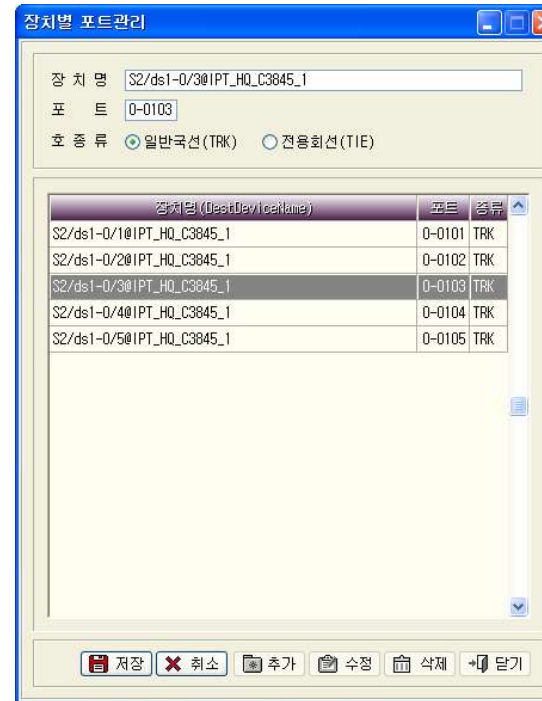 장치별 포트관리
장 치 명 S2/ds1-0/3@IPT_HQ_C3845_1
포 트 0-0103
호 종 류 일반국선(TRK) 전용회선(TIE)
장치명(DestDeviceName) 포트 종류
S2/ds1-0/1@IPT_HQ_C3845_1 0-0101 TRK
S2/ds1-0/2@IPT_HQ_C3845_1 0-0102 TRK
S2/ds1-0/3@IPT_HQ_C3845_1 0-0103 TRK
S2/ds1-0/4@IPT_HQ_C3845_1 0-0104 TRK
S2/ds1-0/5@IPT_HQ_C3845_1 0-0105 TRK
저장 취소 추가 수정 삭제 닫기